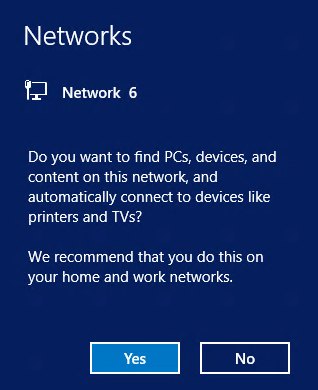 Networks
Network 6
Do you want to find PCs, devices, and
content on this network, and
automatically connect to devices like
printers and TVs?
We recommend that you do this on
your home and work networks.
Yes
No